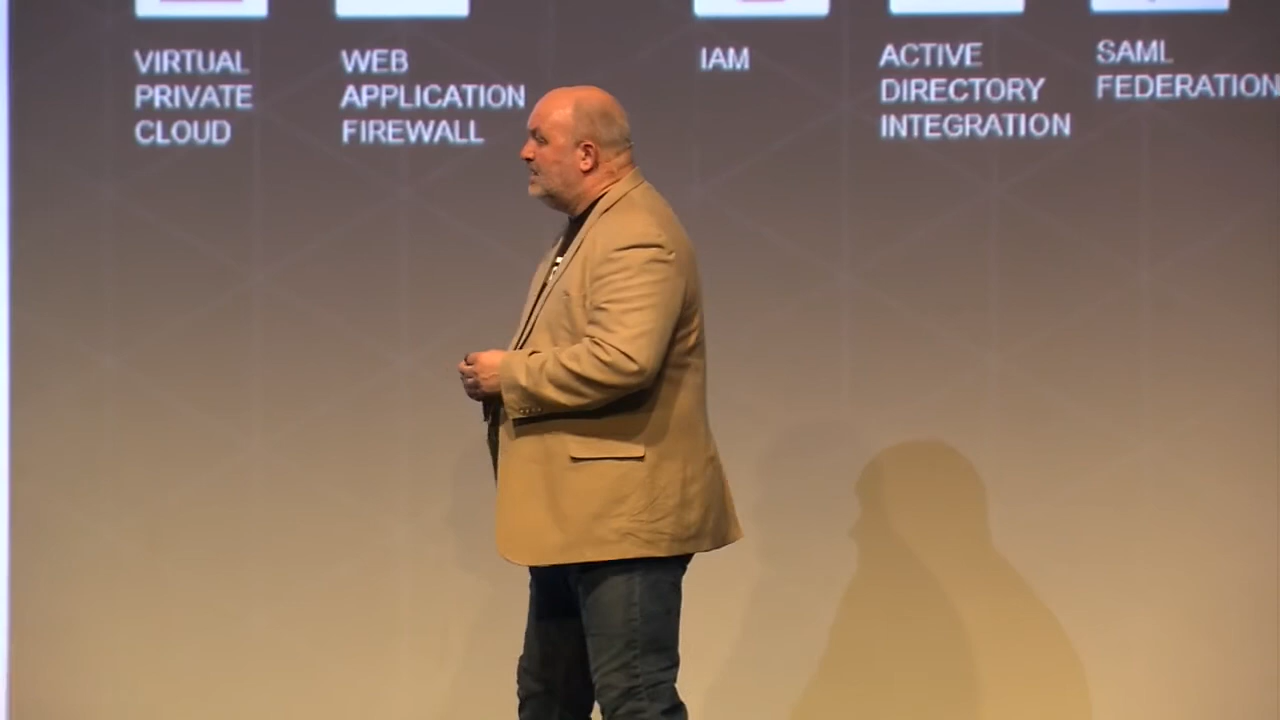 VIRTUAL
PRIVATE
CLOUD
WEB
APPLICATION
FIREWALL
IAM
ACTIVE
DIRECTORY
INTEGRATION
SAML
FEDERATION